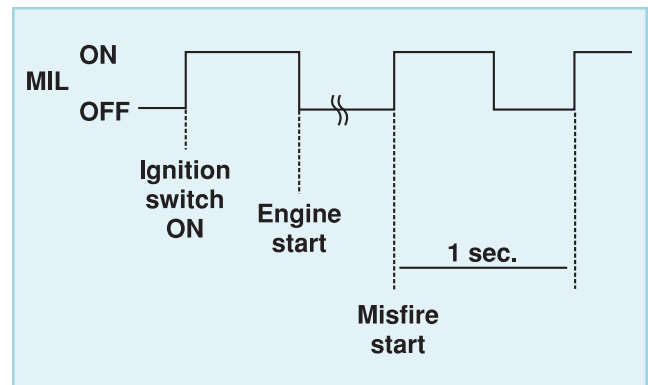 ON
MIL
OFF
Ignition
switch
ON
Engine
start
1 sec.
Misfire
start